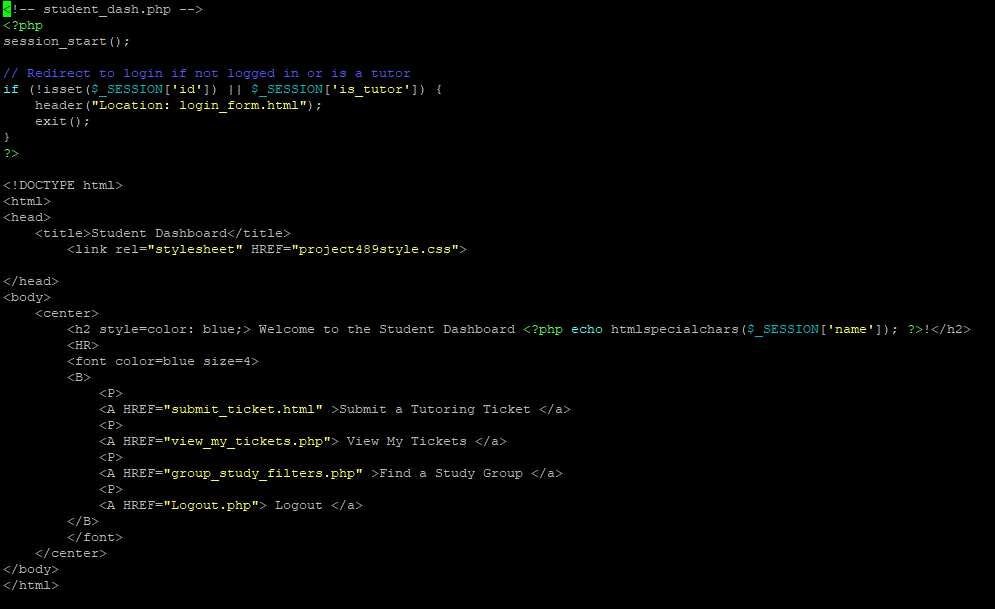 <!-- student_dash.php -->
<?php
session_start();

// Redirect to login if not logged in or is a tutor
if (!isset($_SESSION['id']) || $_SESSION['is_tutor']) {
    header("Location: login_form.html");
    exit();
}
?>

<!DOCTYPE html>
<html>
<head>
    <title>Student Dashboard</title>
        <link rel="stylesheet" HREF="project489style.css">

</head>
<body>
    <center>
        <h2 style=color: blue;> Welcome to the Student Dashboard <?php echo htmlspecialchars($_SESSION['name']); ?>!</h2>
        <HR>
        <font color=blue size=4>
        <B>
            <P>
            <A HREF="submit_ticket.html" >Submit a Tutoring Ticket </a>
            <P>
            <A HREF="view_my_tickets.php"> View My Tickets </a>
            <P>
            <A HREF="group_study_filters.php" >Find a Study Group </a>
            <P>
            <A HREF="Logout.php"> Logout </a>
        </B>
        </font>
    </center>
</body>
</html>